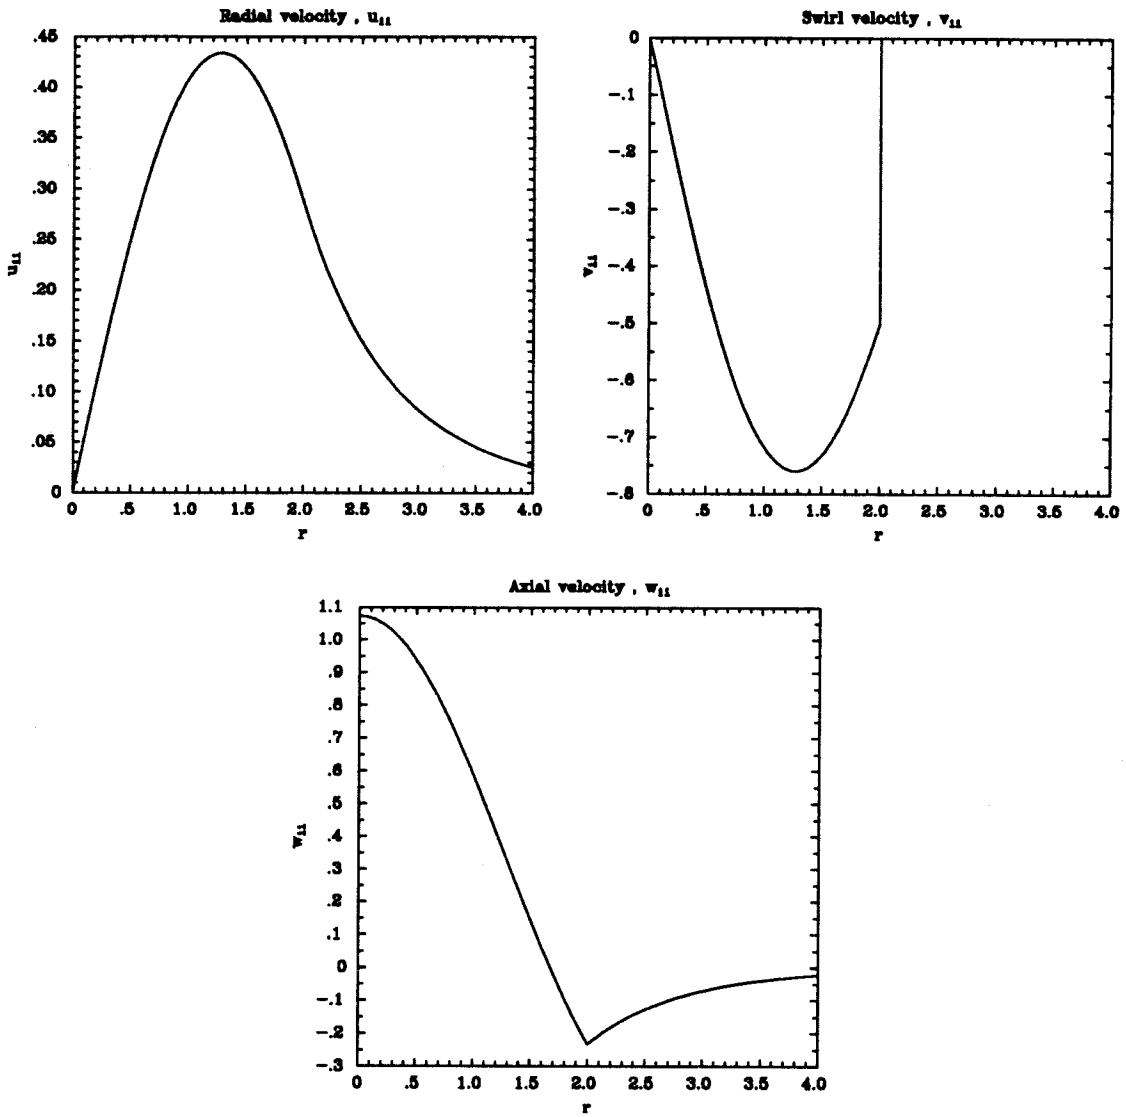 Radial velocity , u₁₁
.45
.40
.35
.30
.25
.20
.15
.10
.05
0
u₁₁
0 .5 1.0 1.5 2.0 2.5 3.0 3.5 4.0
r
Swirl velocity , v₁₁
0
-.1
-.2
-.3
-.4
-.5
-.6
-.7
-.8
v₁₁
0 .5 1.0 1.5 2.0 2.5 3.0 3.5 4.0
r
Axial velocity , w₁₁
1.1
1.0
.9
.8
.7
.6
.5
.4
.3
.2
.1
0
-.1
-.2
-.3
w₁₁
0 .5 1.0 1.5 2.0 2.5 3.0 3.5 4.0
r